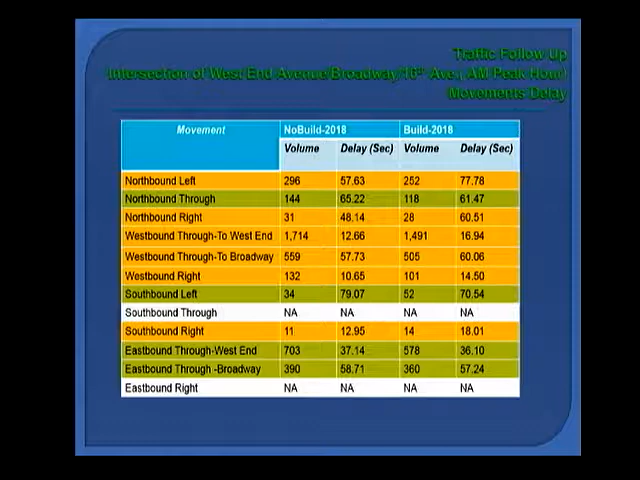 Traffic Follow up
Intersection of West End Avenue/Broadway/16th Ave., AM Peak Hour)
Movements Delay
Movement NoBuild-2018 Build-2018
Volume Delay (Sec) Volume Delay (Sec)
Northbound Left 296 57.63 252 77.78
Northbound Through 144 65.22 118 61.47
Northbound Right 31 48.14 28 60.51
Westbound Through-To West End 1,714 12.66 1,491 16.94
Westbound Through-To Broadway 559 57.73 505 60.06
Westbound Right 132 10.65 101 14.50
Southbound Left 34 79.07 52 70.54
Southbound Through NA NA NA NA
Southbound Right 11 12.95 14 18.01
Eastbound Through-West End 703 37.14 578 36.10
Eastbound Through -Broadway 390 58.71 360 57.24
Eastbound Right NA NA NA NA